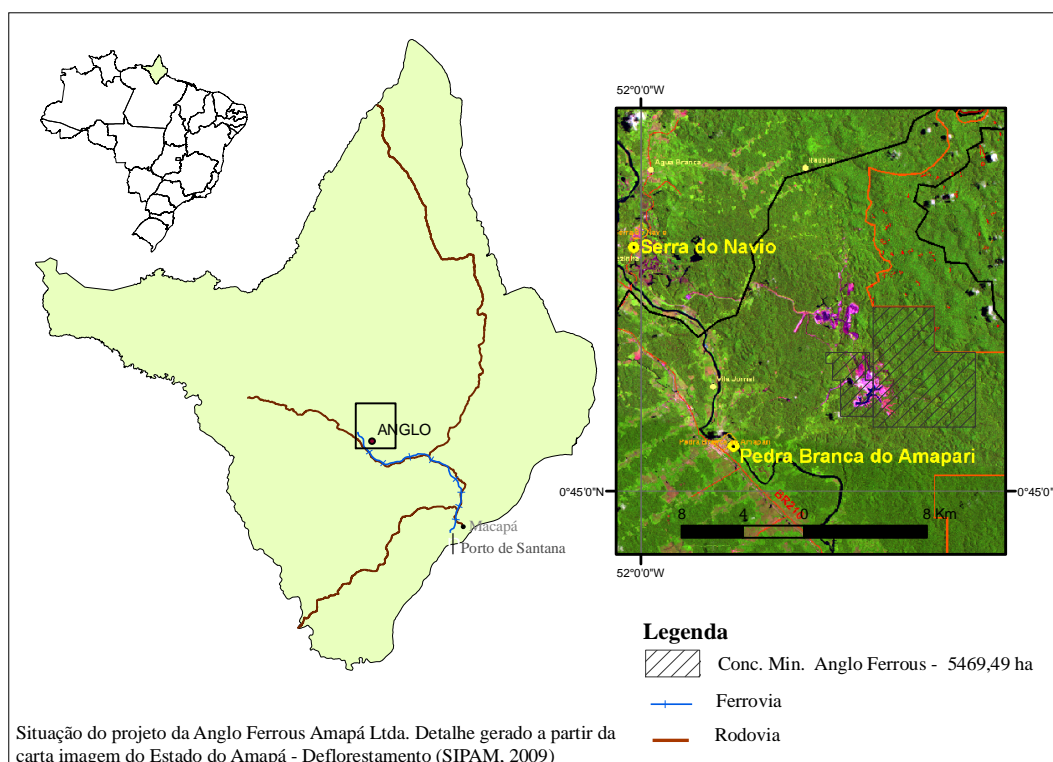 52°0'0"W
Agua Branca
Serra do Navio
Pedra Branca do Amapari
BR210
0°45'0"N
0°45'0"N
8 4 0 8 Km
52°0'0"W
ANGLO
Macapá
Porto de Santana
Legenda
Conc. Min. Anglo Ferrous - 5469,49 ha
Ferrovia
Rodovia
Situação do projeto da Anglo Ferrous Amapá Ltda. Detalhe gerado a partir da
carta imagem do Estado do Amapá - Deflorestamento (SIPAM, 2009)